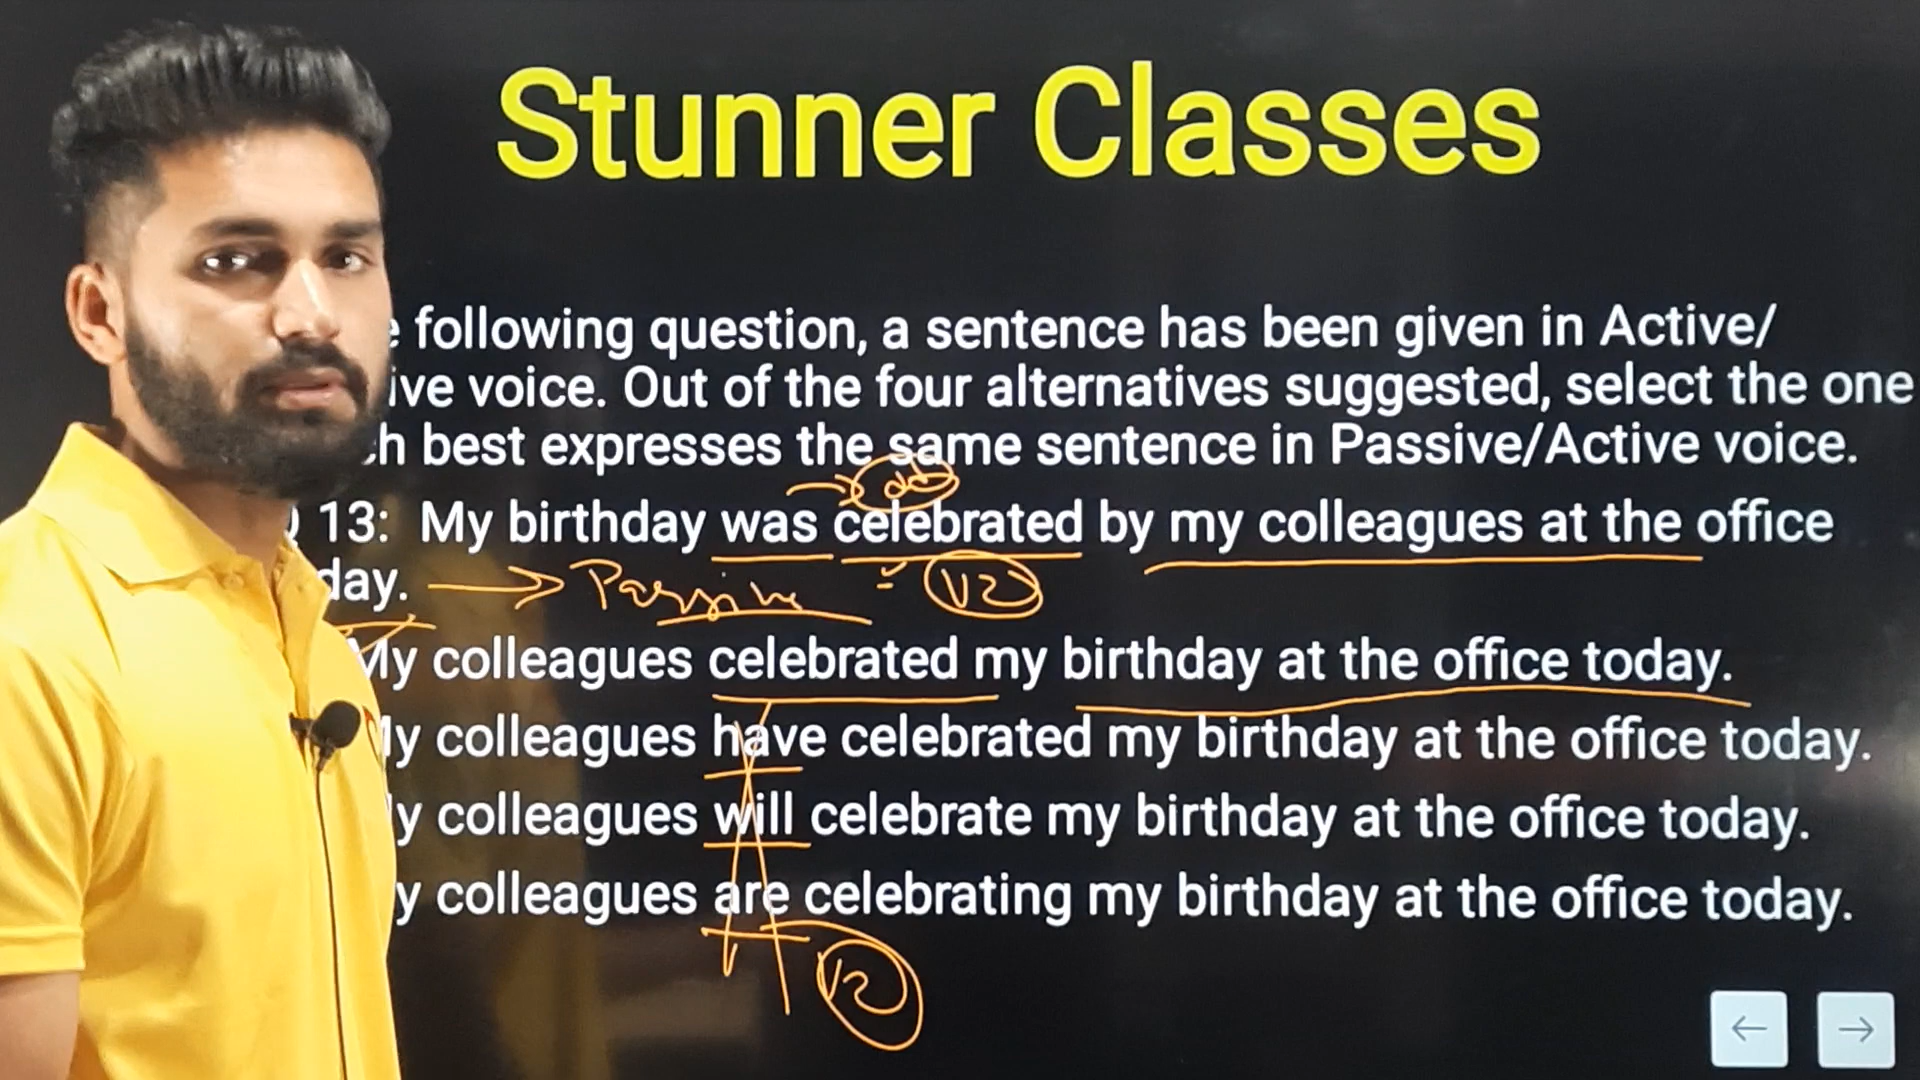 Stunner Classes
following question, a sentence has been given in Active/
ive voice. Out of the four alternatives suggested, select the one
h best expresses the same sentence in Passive/Active voice.
13: My birthday was celebrated by my colleagues at the office
day. → Passive V2
My colleagues celebrated my birthday at the office today.
My colleagues have celebrated my birthday at the office today.
y colleagues will celebrate my birthday at the office today.
y colleagues are celebrating my birthday at the office today.
V2
← →